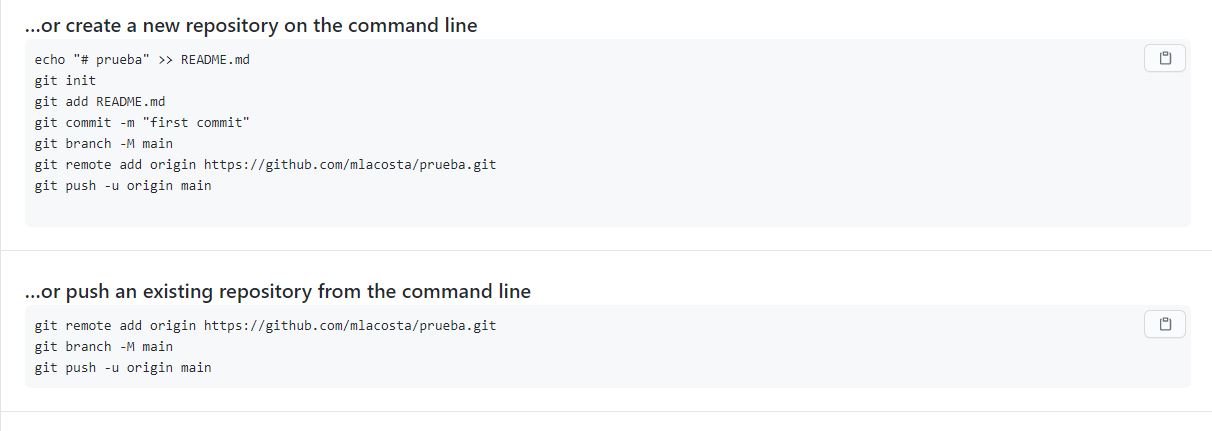 ...or create a new repository on the command line
echo "# prueba" >> README.md
git init
git add README.md
git commit -m "first commit"
git branch -M main
git remote add origin https://github.com/mlacosta/prueba.git
git push -u origin main
...or push an existing repository from the command line
git remote add origin https://github.com/mlacosta/prueba.git
git branch -M main
git push -u origin main